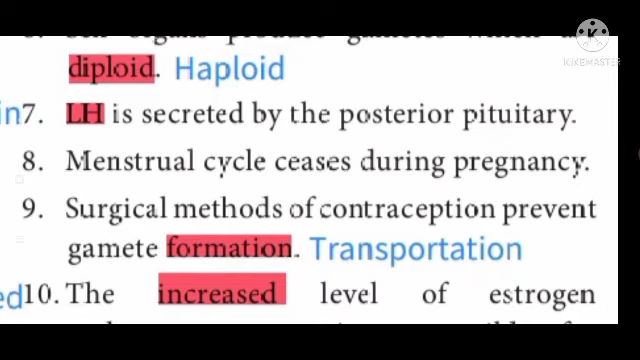 K
KINEMASTER
diploid. Haploid
in7. LH is secreted by the posterior pituitary.
8. Menstrual cycle ceases during pregnancy.
9. Surgical methods of contraception prevent
gamete formation. Transportation
ed10. The increased level of estrogen